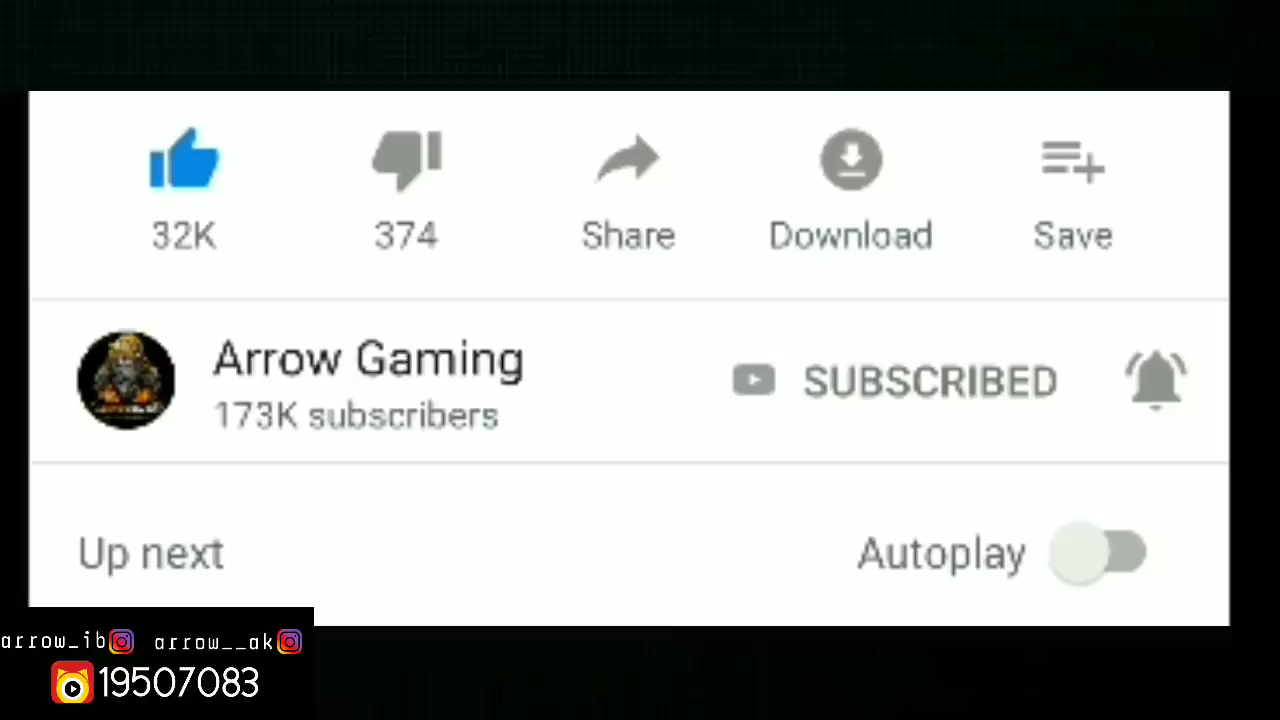 32K 374 Share Download Save
Arrow Gaming
173K subscribers
SUBSCRIBED
Up next Autoplay
arrow_ib arrow__ak
19507083